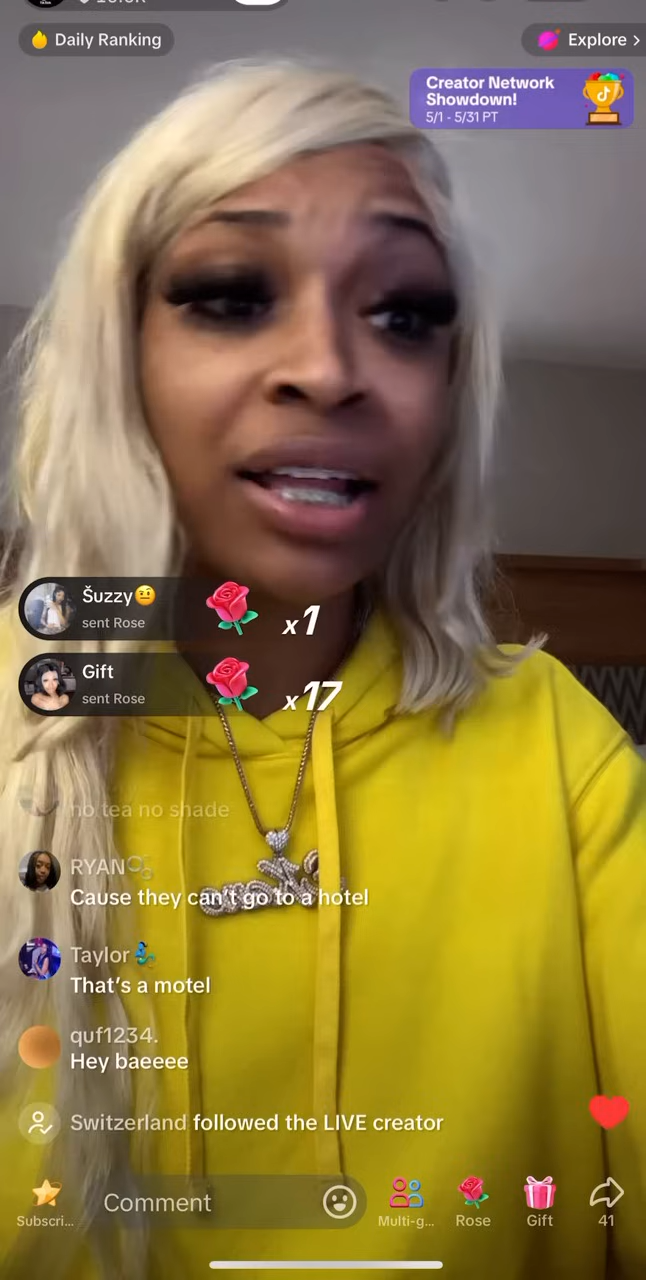 Daily Ranking
Explore >
Creator Network
Showdown!
5/1 - 5/31 PT
Šuzzy🤨
sent Rose
x1
Gift
sent Rose
x17
no tea no shade
RYAN
Cause they can't go to a hotel
Taylor🧞‍♂️
That's a motel
quf1234.
Hey baeeee
Switzerland followed the LIVE creator
Subscri...
Comment
Multi-g...
Rose
Gift
41